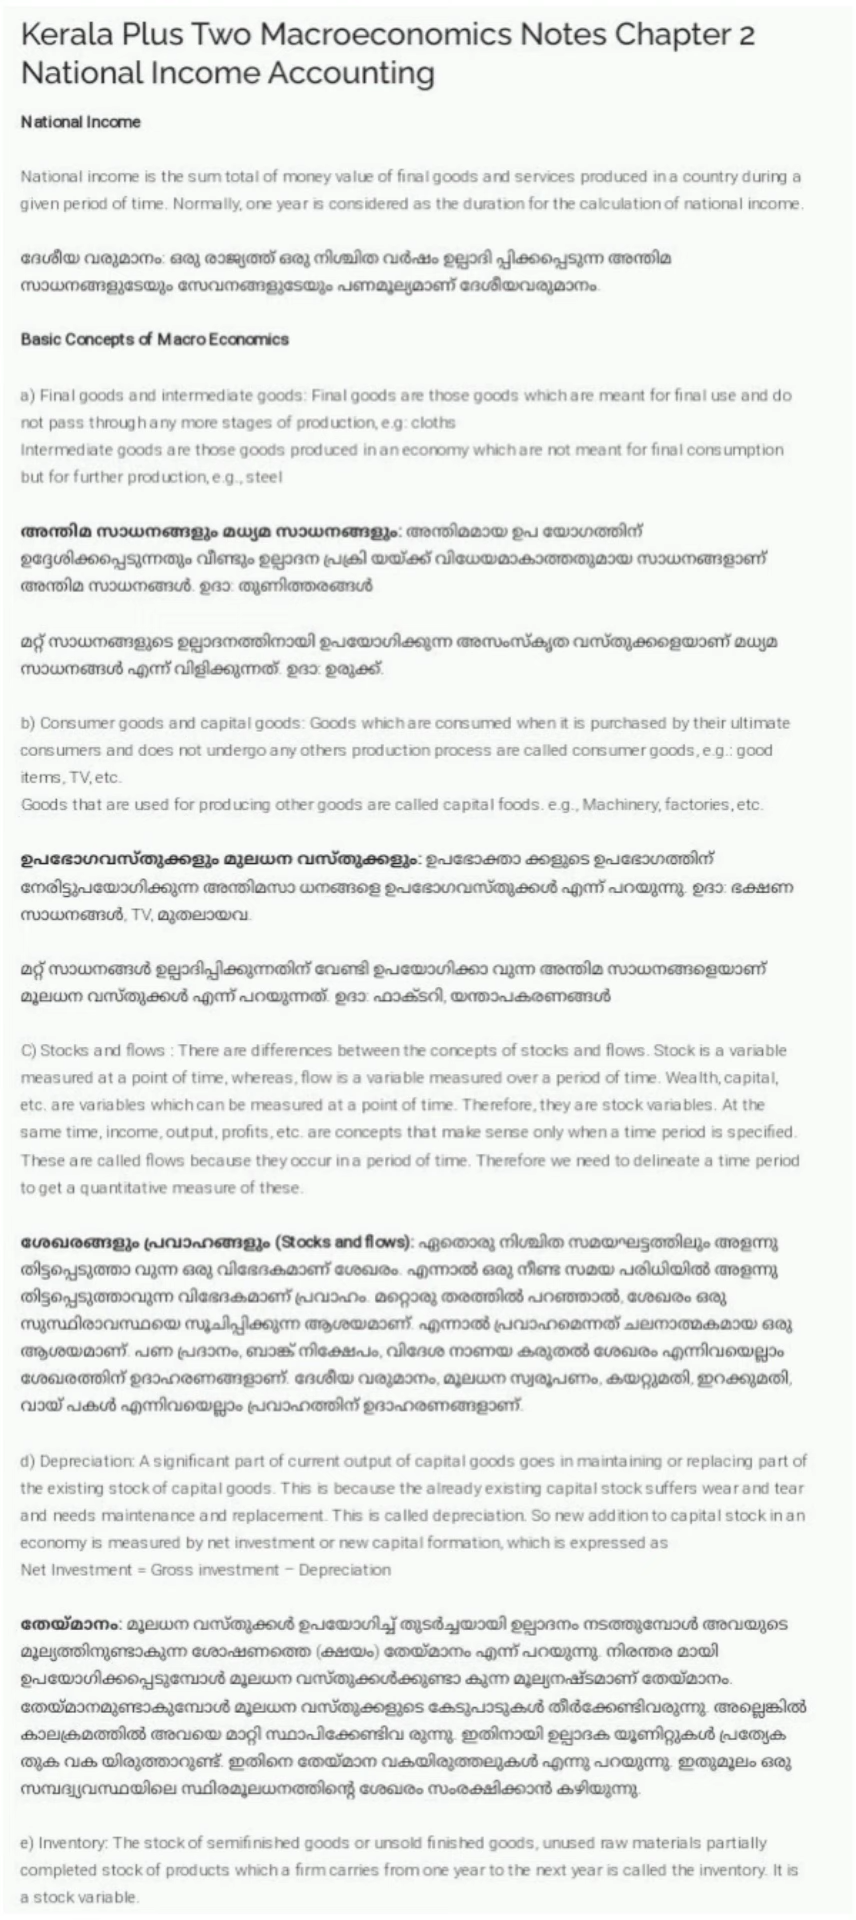 Kerala Plus Two Macroeconomics Notes Chapter 2
National Income Accounting
National Income
National income is the sum total of money value of final goods and services produced in a country during a
given period of time. Normally, one year is considered as the duration for the calculation of national income.
ദേശീയ വരുമാനം: ഒരു രാജ്യത്ത് ഒരു നിശ്ചിത വർഷം ഉല്പാദി പ്പിക്കപ്പെടുന്ന അന്തിമ
സാധനങ്ങളുടേയും സേവനങ്ങളുടേയും പണമൂല്യമാണ് ദേശീയവരുമാനം.
Basic Concepts of Macro Economics
a) Final goods and intermediate goods: Final goods are those goods which are meant for final use and do
not pass through any more stages of production, e.g: cloths
Intermediate goods are those goods produced in an economy which are not meant for final consumption
but for further production, e.g., steel
അന്തിമ സാധനങ്ങളും മധ്യമ സാധനങ്ങളും: അന്തിമമായ ഉപ യോഗത്തിന്
ഉദ്ദേശിക്കപ്പെടുന്നതും വീണ്ടും ഉല്പാദന പ്രക്രി യയ്ക്ക് വിധേയമാകാത്തതുമായ സാധനങ്ങളാണ്
അന്തിമ സാധനങ്ങൾ. ഉദാ: തുണിത്തരങ്ങൾ
മറ്റ് സാധനങ്ങളുടെ ഉല്പാദനത്തിനായി ഉപയോഗിക്കുന്ന അസംസ്കൃത വസ്തുക്കളെയാണ് മധ്യമ
സാധനങ്ങൾ എന്ന് വിളിക്കുന്നത്. ഉദാ: ഉരുക്ക്.
b) Consumer goods and capital goods: Goods which are consumed when it is purchased by their ultimate
consumers and does not undergo any others production process are called consumer goods, e.g.: good
items, TV, etc.
Goods that are used for producing other goods are called capital foods. e.g., Machinery, factories, etc.
ഉപഭോഗവസ്തുക്കളും മൂലധന വസ്തുക്കളും: ഉപഭോക്താ ക്കളുടെ ഉപഭോഗത്തിന്
നേരിട്ടുപയോഗിക്കുന്ന അന്തിമസാ ധനങ്ങളെ ഉപഭോഗവസ്തുക്കൾ എന്ന് പറയുന്നു. ഉദാ: ഭക്ഷണ
സാധനങ്ങൾ, TV, മുതലായവ.
മറ്റ് സാധനങ്ങൾ ഉല്പാദിപ്പിക്കുന്നതിന് വേണ്ടി ഉപയോഗിക്കാ വുന്ന അന്തിമ സാധനങ്ങളെയാണ്
മൂലധന വസ്തുക്കൾ എന്ന് പറയുന്നത്. ഉദാ: ഫാക്ടറി, യന്താപകരണങ്ങൾ
C) Stocks and flows : There are differences between the concepts of stocks and flows. Stock is a variable
measured at a point of time, whereas, flow is a variable measured over a period of time. Wealth, capital,
etc. are variables which can be measured at a point of time. Therefore, they are stock variables. At the
same time, income, output, profits, etc. are concepts that make sense only when a time period is specified.
These are called flows because they occur in a period of time. Therefore we need to delineate a time period
to get a quantitative measure of these.
ശേഖരങ്ങളും പ്രവാഹങ്ങളും (Stocks and flows): ഏതൊരു നിശ്ചിത സമയഘട്ടത്തിലും അളന്നു
തിട്ടപ്പെടുത്താ വുന്ന ഒരു വിഭേദകമാണ് ശേഖരം. എന്നാൽ ഒരു നീണ്ട സമയ പരിധിയിൽ അളന്നു
തിട്ടപ്പെടുത്താവുന്ന വിഭേദകമാണ് പ്രവാഹം. മറ്റൊരു തരത്തിൽ പറഞ്ഞാൽ, ശേഖരം ഒരു
സുസ്ഥിരാവസ്ഥയെ സൂചിപ്പിക്കുന്ന ആശയമാണ്. എന്നാൽ പ്രവാഹമെന്നത് ചലനാത്മകമായ ഒരു
ആശയമാണ്. പണ പ്രദാനം, ബാങ്ക് നിക്ഷേപം, വിദേശ നാണയ കരുതൽ ശേഖരം എന്നിവയെല്ലാം
ശേഖരത്തിന് ഉദാഹരണങ്ങളാണ്. ദേശീയ വരുമാനം, മൂലധന സ്വരൂപണം, കയറ്റുമതി, ഇറക്കുമതി,
വായ് പകൾ എന്നിവയെല്ലാം പ്രവാഹത്തിന് ഉദാഹരണങ്ങളാണ്.
d) Depreciation: A significant part of current output of capital goods goes in maintaining or replacing part of
the existing stock of capital goods. This is because the already existing capital stock suffers wear and tear
and needs maintenance and replacement. This is called depreciation. So new addition to capital stock in an
economy is measured by net investment or new capital formation, which is expressed as
Net Investment = Gross investment – Depreciation
തേയ്മാനം: മൂലധന വസ്തുക്കൾ ഉപയോഗിച്ച് തുടർച്ചയായി ഉല്പാദനം നടത്തുമ്പോൾ അവയുടെ
മൂല്യത്തിനുണ്ടാകുന്ന ശോഷണത്തെ (ക്ഷയം) തേയ്മാനം എന്ന് പറയുന്നു. നിരന്തര മായി
ഉപയോഗിക്കപ്പെടുമ്പോൾ മൂലധന വസ്തുക്കൾക്കുണ്ടാ കുന്ന മൂല്യനഷ്ടമാണ് തേയ്മാനം.
തേയ്മാനമുണ്ടാകുമ്പോൾ മൂലധന വസ്തുക്കളുടെ കേടുപാടുകൾ തീർക്കേണ്ടിവരുന്നു. അല്ലെങ്കിൽ
കാലക്രമത്തിൽ അവയെ മാറ്റി സ്ഥാപിക്കേണ്ടിവ രുന്നു. ഇതിനായി ഉല്പാദക യൂണിറ്റുകൾ പ്രത്യേക
തുക വക യിരുത്താറുണ്ട്. ഇതിനെ തേയ്മാന വകയിരുത്തലുകൾ എന്നു പറയുന്നു. ഇതുമൂലം ഒരു
സമ്പദ്വ്യവസ്ഥയിലെ സ്ഥിരമൂലധനത്തിന്റെ ശേഖരം സംരക്ഷിക്കാൻ കഴിയുന്നു.
e) Inventory: The stock of semifinished goods or unsold finished goods, unused raw materials partially
completed stock of products which a firm carries from one year to the next year is called the inventory. It is
a stock variable.